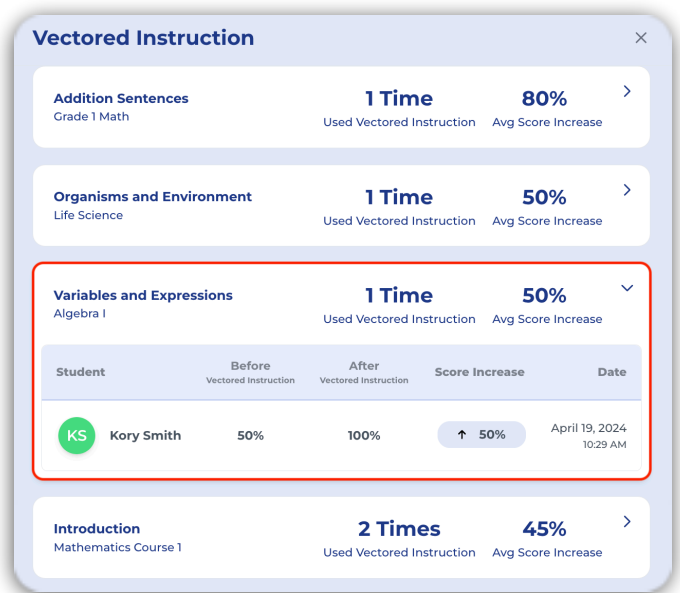 Vectored Instruction
Addition Sentences
Grade 1 Math
1 Time
Used Vectored Instruction
80%
Avg Score Increase
Organisms and Environment
Life Science
1 Time
Used Vectored Instruction
50%
Avg Score Increase
Variables and Expressions
Algebra I
1 Time
Used Vectored Instruction
50%
Avg Score Increase
Student
Before
Vectored Instruction
After
Vectored Instruction
Score Increase
Date
KS
Kory Smith
50%
100%
↑ 50%
April 19, 2024
10:29 AM
Introduction
Mathematics Course 1
2 Times
Used Vectored Instruction
45%
Avg Score Increase